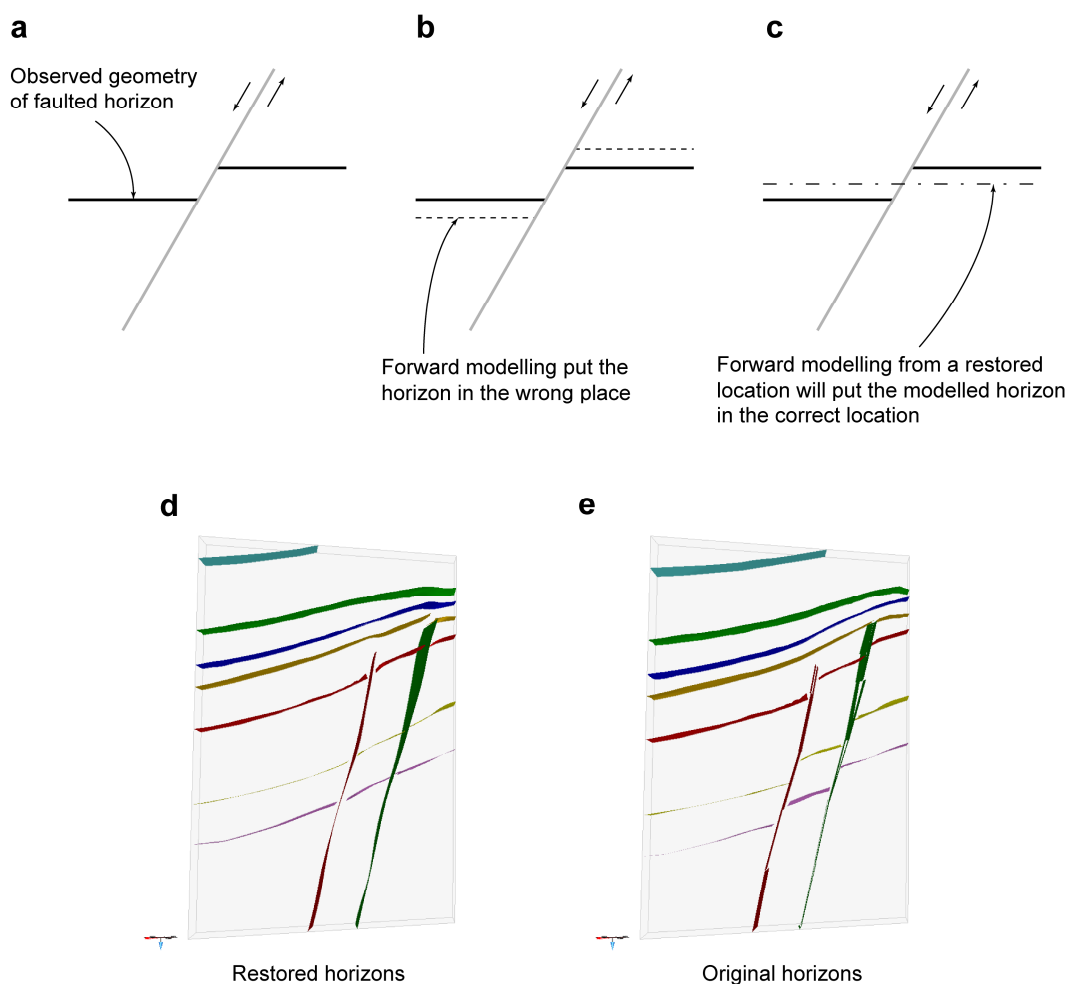 a
b
c
Observed geometry
of faulted horizon
Forward modelling put the
horizon in the wrong place
Forward modelling from a restored
location will put the modelled horizon
in the correct location
d
e
Restored horizons
Original horizons